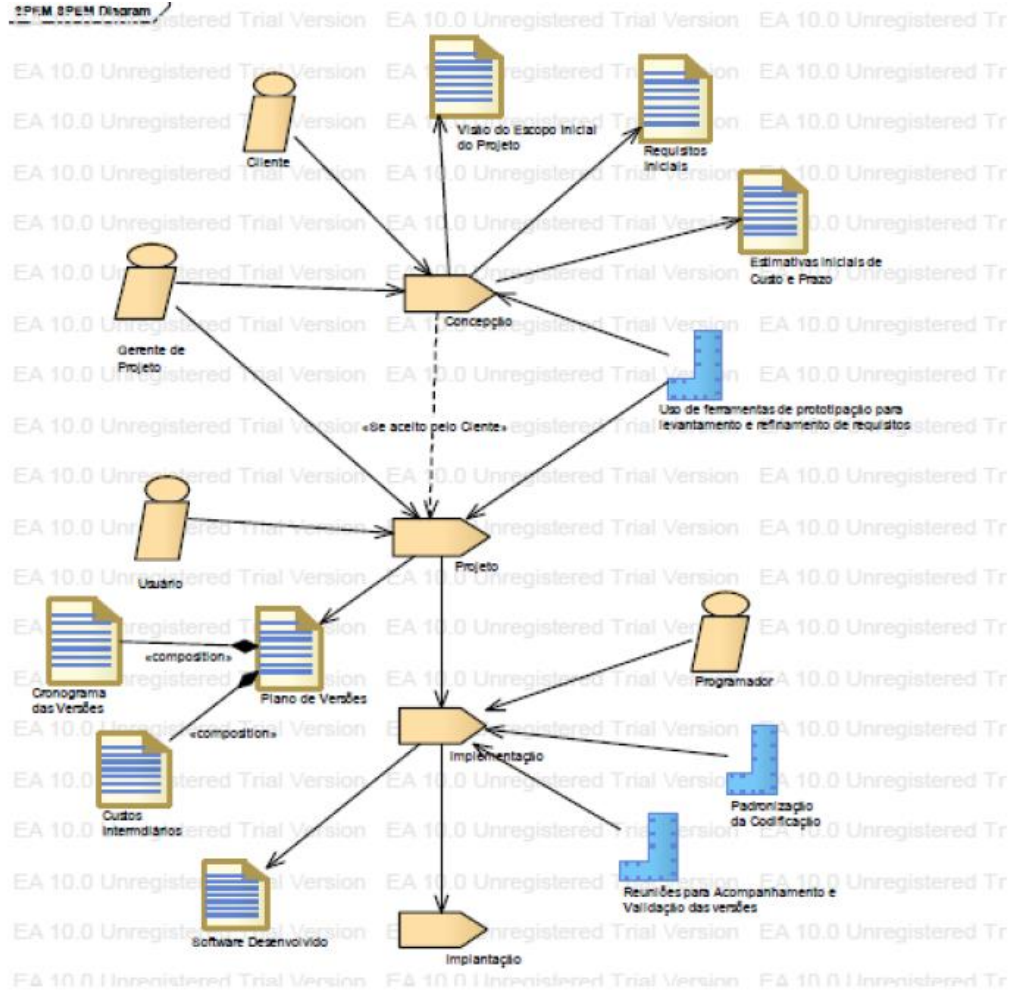 SPEM SPEM Diagram
EA 10.0 Unregistered Trial Version
Visão do Escopo Inicial
do Projeto
Cliente
Requisitos
Iniciais
Estimativas Iniciais de
Custo e Prazo
Concepção
Gerente de
Projeto
Uso de ferramentas de prototipação para
levantamento e refinamento de requisitos
«Se aceito pelo Cliente»
Projeto
Usuário
«composition»
Cronograma
das Versões
Plano de Versões
Programador
«composition»
Implementação
Custos
Intermdiários
Padronização
da Codificação
Reuniões para Acompanhamento e
Validação das versões
Software Desenvolvido
Implantação